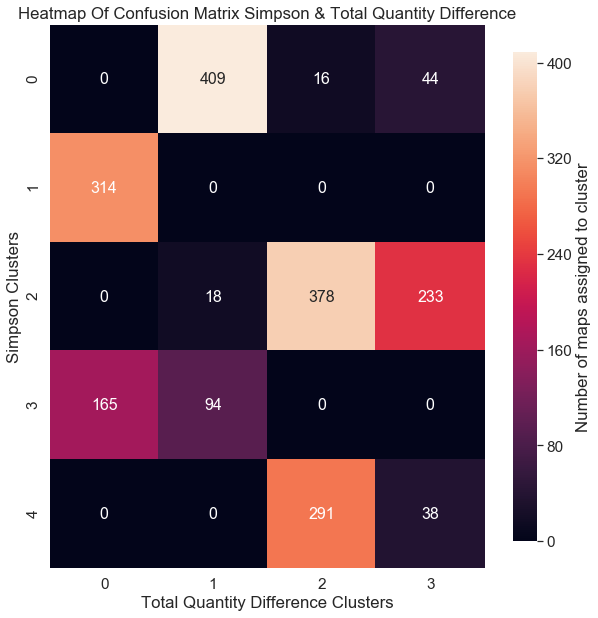 Heatmap Of Confusion Matrix Simpson & Total Quantity Difference
0 0 409 16 44
1 314 0 0 0
2 0 18 378 233
3 165 94 0 0
4 0 0 291 38
0 1 2 3
Total Quantity Difference Clusters
Simpson Clusters
400
320
240
160
80
0
Number of maps assigned to cluster